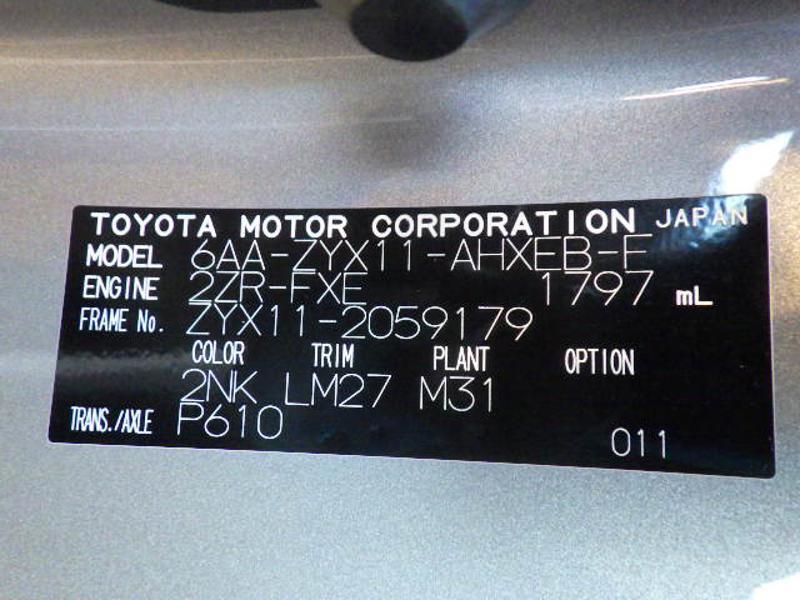 TOYOTA MOTOR CORPORATION JAPAN
MODEL 6AA-ZYX11-AHXEB-F
ENGINE 2ZR-FXE 1797 mL
FRAME No. ZYX11-2059179
COLOR TRIM PLANT OPTION
2NK LM27 M31
TRANS./AXLE P610 011